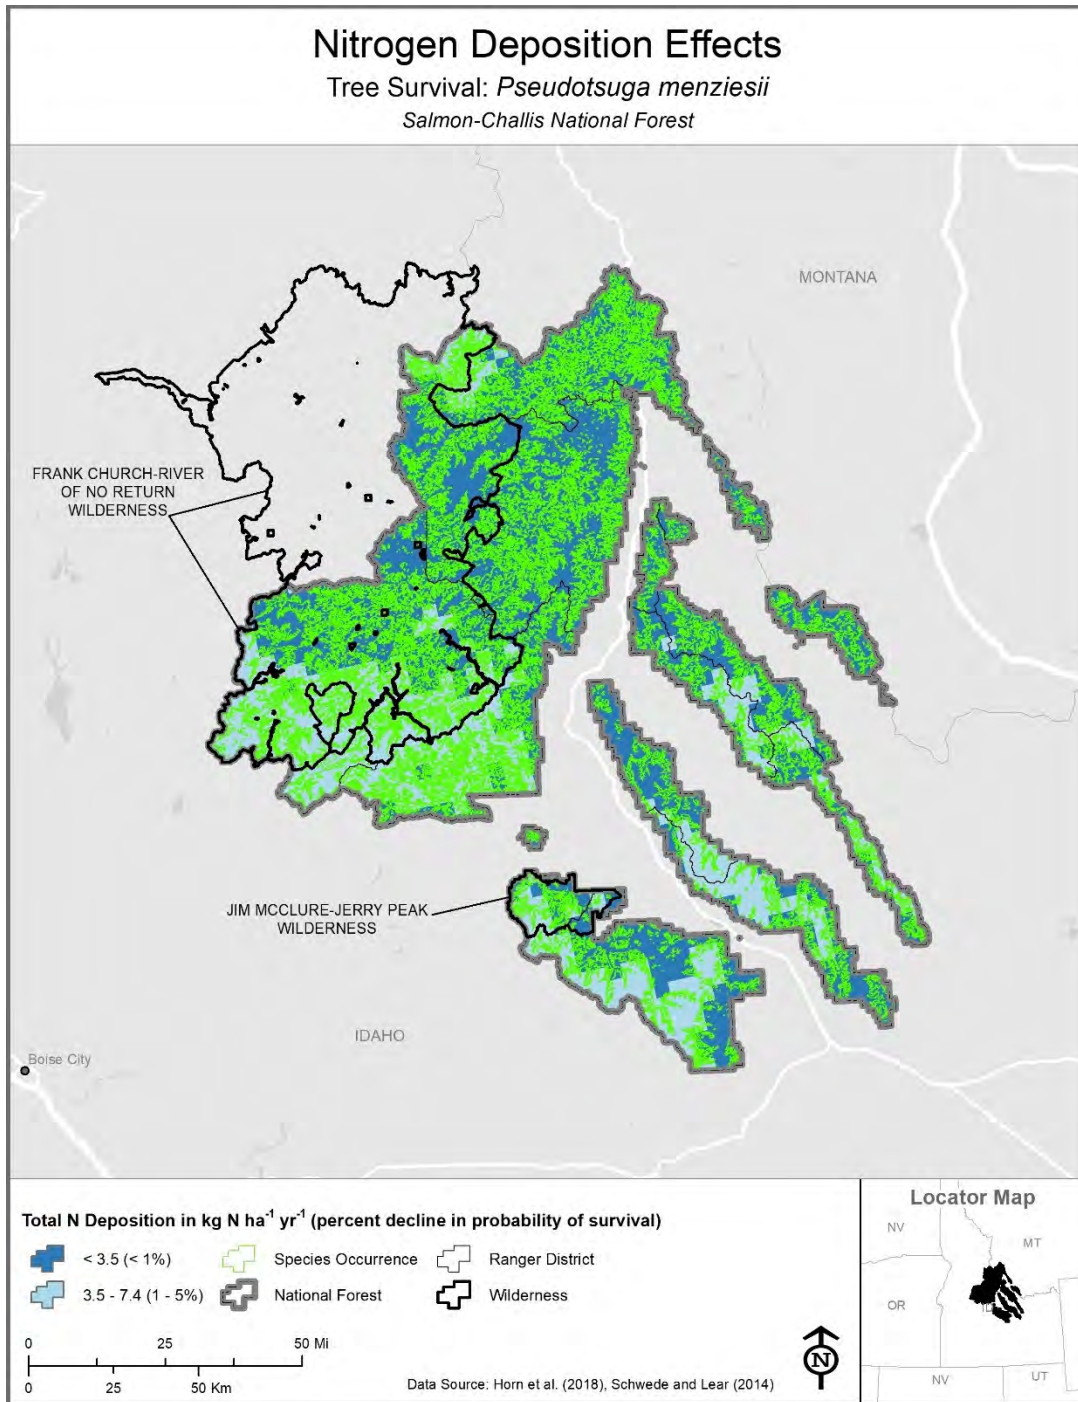 Nitrogen Deposition Effects
Tree Survival: Pseudotsuga menziesii
Salmon-Challis National Forest
MONTANA
FRANK CHURCH-RIVER
OF NO RETURN
WILDERNESS
JIM MCCLURE-JERRY PEAK
WILDERNESS
IDAHO
Boise City
Total N Deposition in kg N ha⁻¹ yr⁻¹ (percent decline in probability of survival)
< 3.5 (< 1%) Species Occurrence Ranger District
3.5 - 7.4 (1 - 5%) National Forest Wilderness
0 25 50 Mi
0 25 50 Km
N
Data Source: Horn et al. (2018), Schwede and Lear (2014)
Locator Map
NV
MT
OR
NV
UT